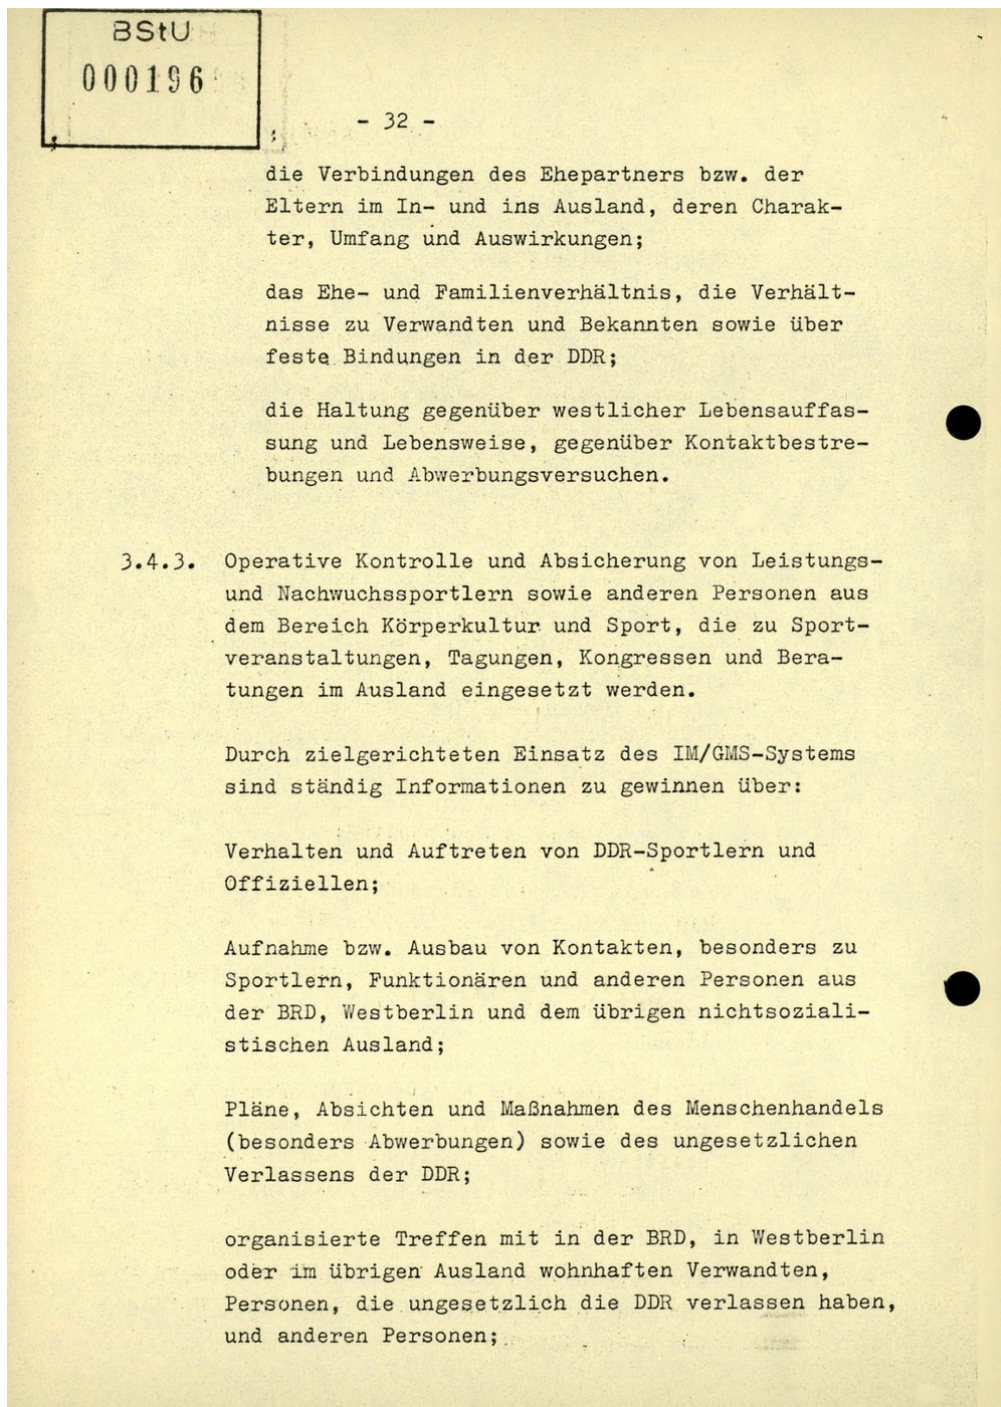 BStU
000196
- 32 -
die Verbindungen des Ehepartners bzw. der
Eltern im In- und ins Ausland, deren Charak-
ter, Umfang und Auswirkungen;
das Ehe- und Familienverhältnis, die Verhält-
nisse zu Verwandten und Bekannten sowie über
feste Bindungen in der DDR;
die Haltung gegenüber westlicher Lebensauffas-
sung und Lebensweise, gegenüber Kontaktbestre-
bungen und Abwerbungsversuchen.
3.4.3. Operative Kontrolle und Absicherung von Leistungs-
und Nachwuchssportlern sowie anderen Personen aus
dem Bereich Körperkultur und Sport, die zu Sport-
veranstaltungen, Tagungen, Kongressen und Bera-
tungen im Ausland eingesetzt werden.
Durch zielgerichteten Einsatz des IM/GMS-Systems
sind ständig Informationen zu gewinnen über:
Verhalten und Auftreten von DDR-Sportlern und
Offiziellen;
Aufnahme bzw. Ausbau von Kontakten, besonders zu
Sportlern, Funktionären und anderen Personen aus
der BRD, Westberlin und dem übrigen nichtsoziali-
stischen Ausland;
Pläne, Absichten und Maßnahmen des Menschenhandels
(besonders Abwerbungen) sowie des ungesetzlichen
Verlassens der DDR;
organisierte Treffen mit in der BRD, in Westberlin
oder im übrigen Ausland wohnhaften Verwandten,
Personen, die ungesetzlich die DDR verlassen haben,
und anderen Personen;